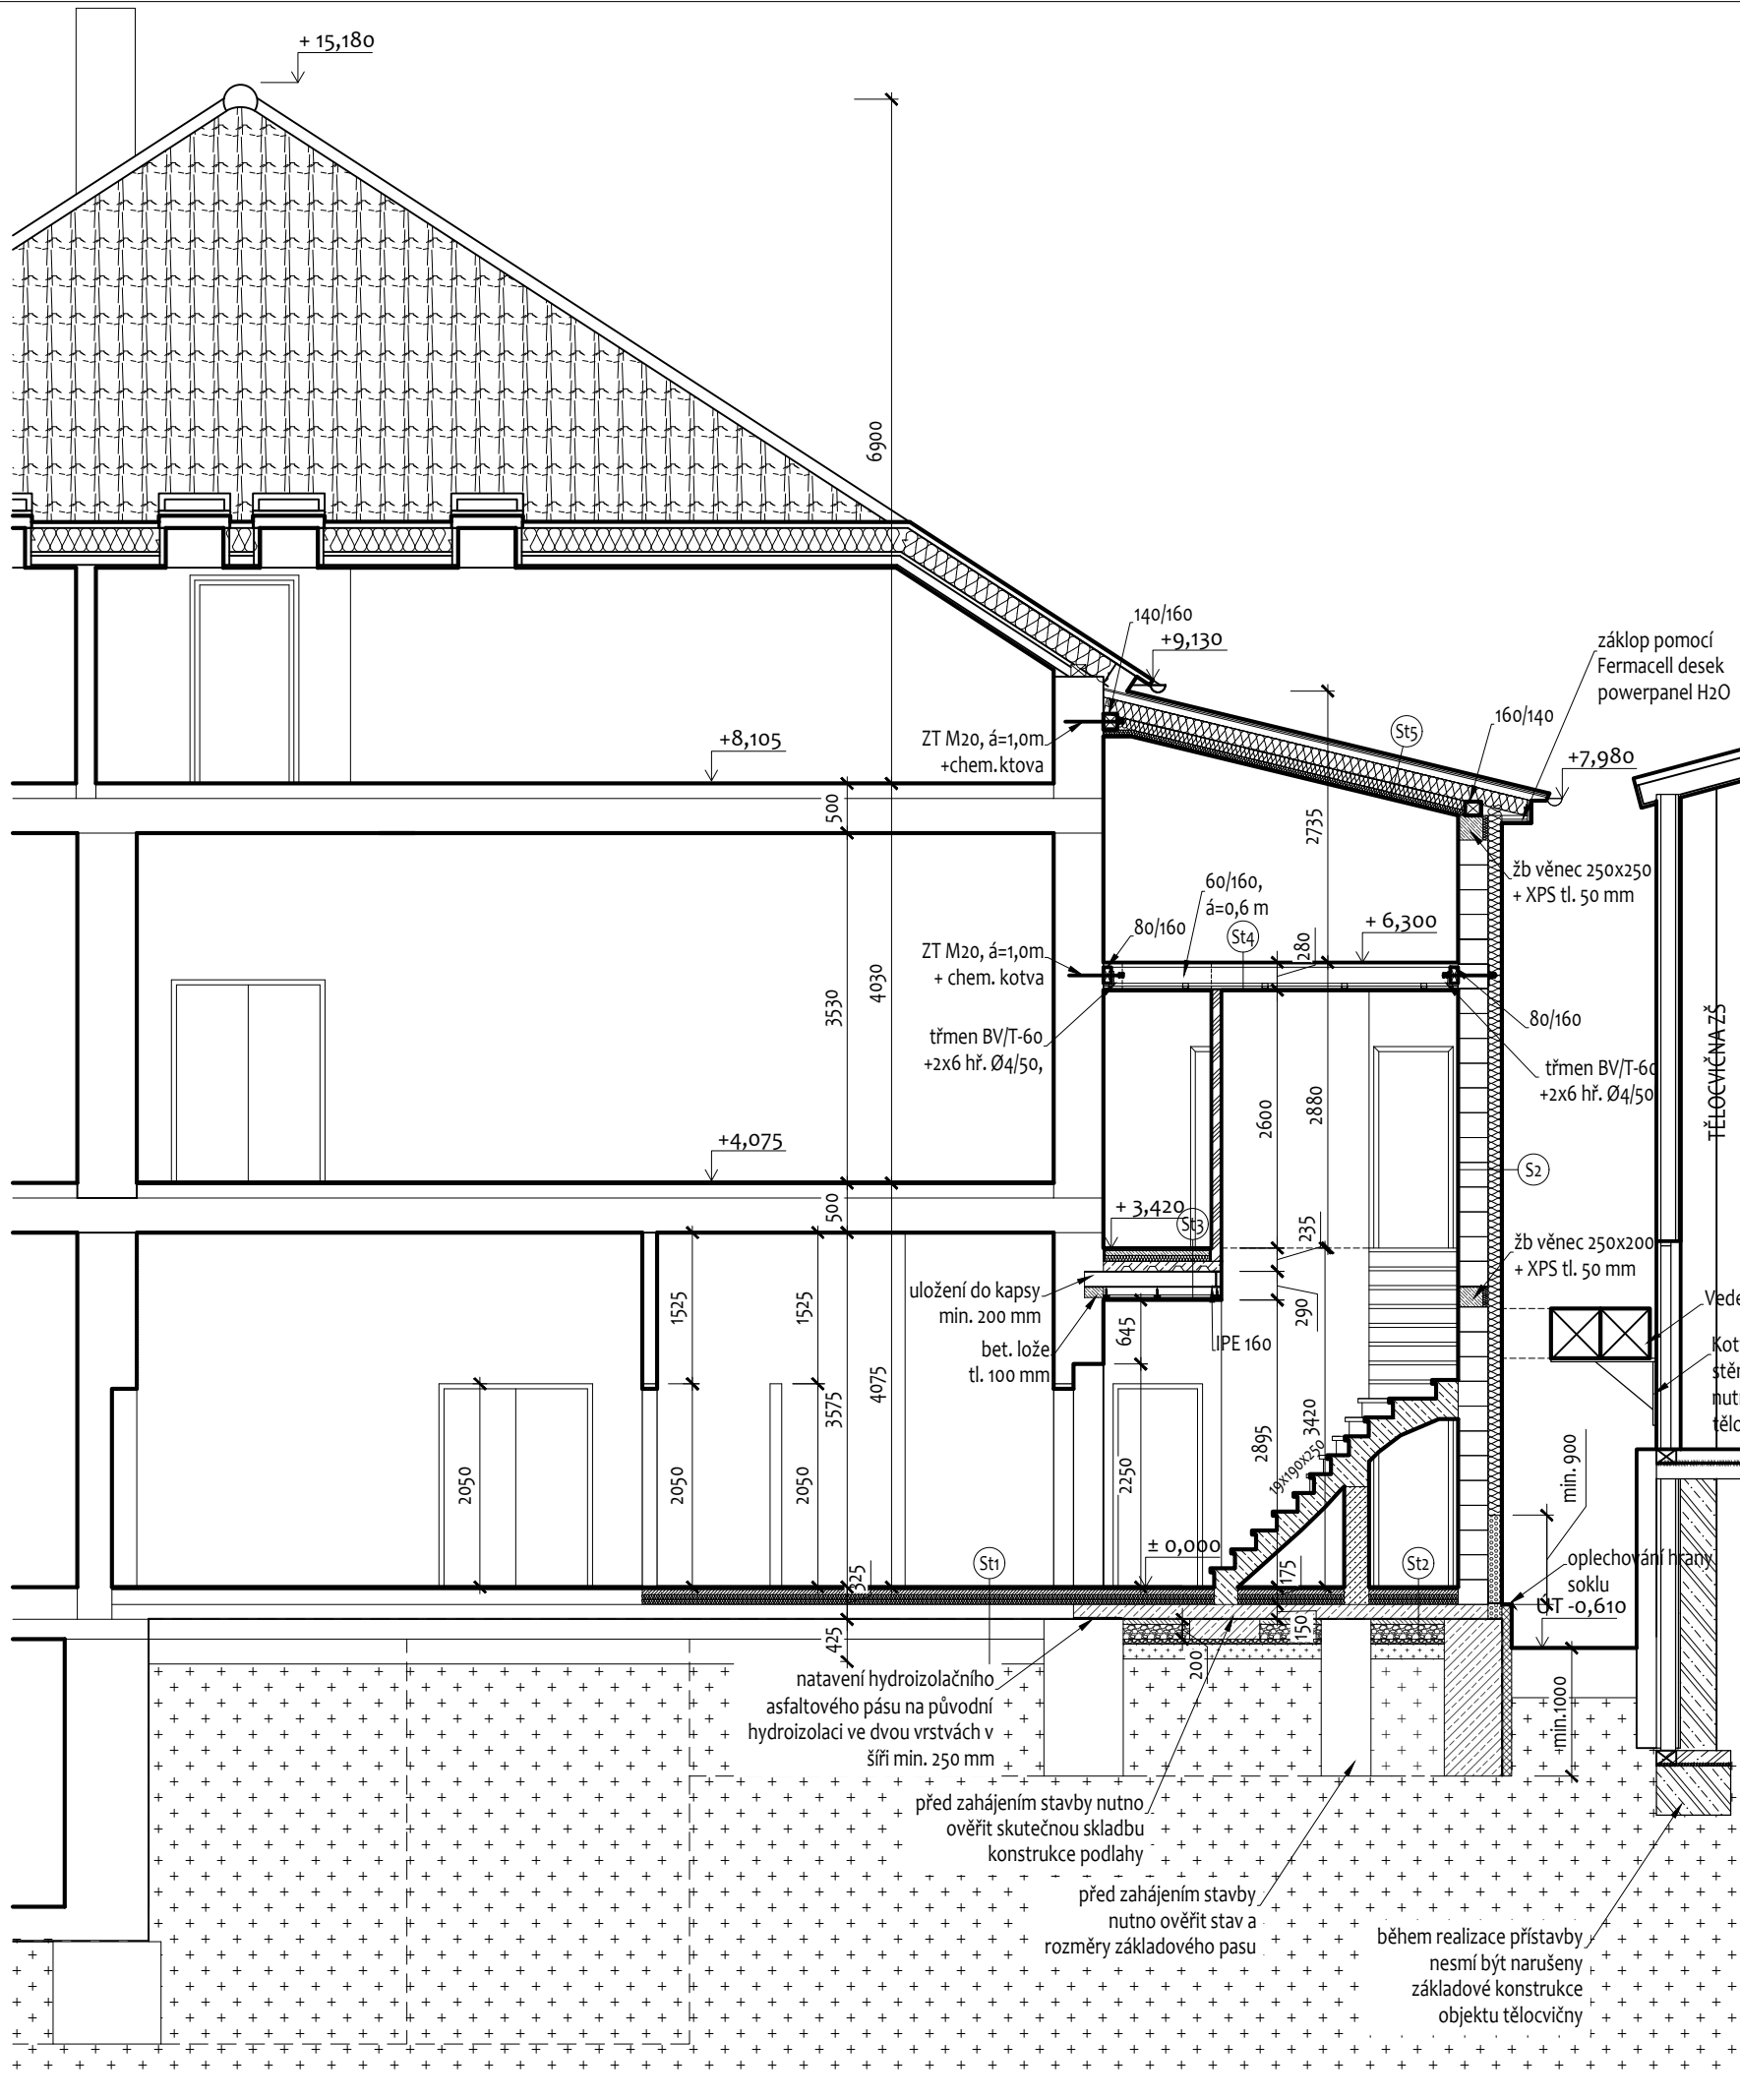 + 15,180
6900
140/160
+9,130
základ pomocí
Fermacell desek
powerpanel H2O
160/140
St5
ZT M20, á=1,0m
+chem.ktova
+8,105
+7,980
500
2735
žb věnec 250x250
+ XPS tl. 50 mm
60/160,
á=0,6 m
80/160
St4
280
+ 6,300
ZT M20, á=1,0m
+ chem. kotva
3530
4030
80/160
třmen BV/T-60
+2x6 hř. Ø4/50,
třmen BV/T-60
+2x6 hř. Ø4/50
TĚLOCVIČNA ZŠ
2600
2880
+4,075
S2
500
+ 3,420
St3
235
žb věnec 250x200
+ XPS tl. 50 mm
uložení do kapsy
min. 200 mm
290
1525
1525
645
IPE 160
bet. lože
tl. 100 mm
4075
3575
3420
2895
19x190x250
min. 900
2050
2050
2050
2250
± 0,000
St1
St2
325
175
oplechování hrany
soklu
ÚT -0,610
425
150
200
min.1000
natavení hydroizolačního
asfaltového pásu na původní
hydroizolaci ve dvou vrstvách v
šíři min. 250 mm
před zahájením stavby nutno
ověřit skutečnou skladbu
konstrukce podlahy
před zahájením stavby
nutno ověřit stav a
rozměry základového pasu
během realizace přístavby
nesmí být narušeny
základové konstrukce
objektu tělocvičny